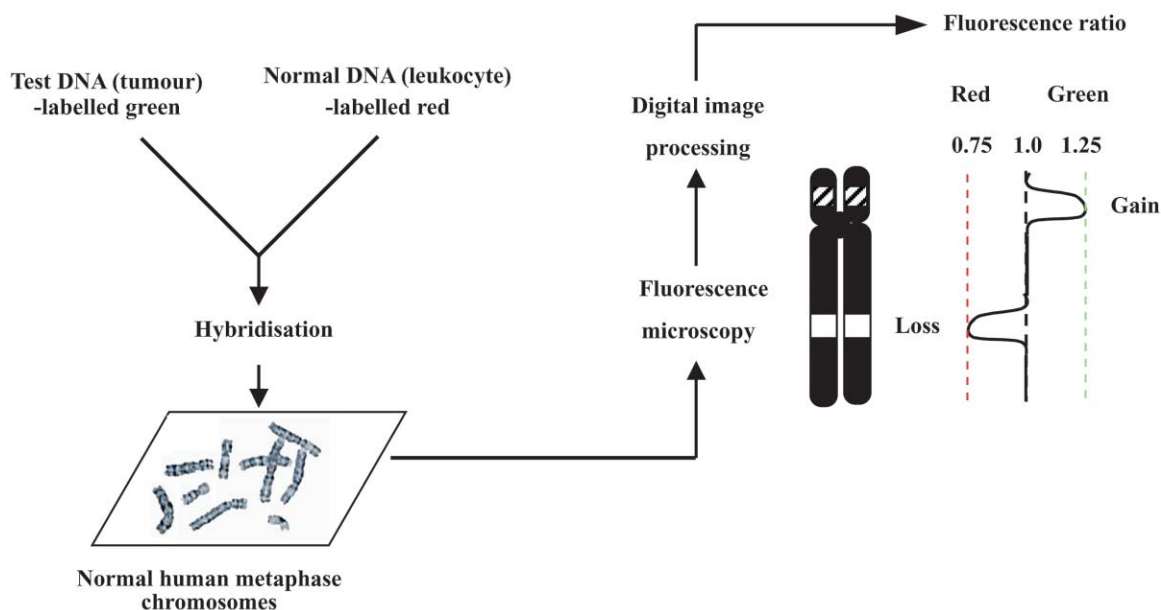 Test DNA (tumour)
-labelled green
Normal DNA (leukocyte)
-labelled red
Hybridisation
Normal human metaphase
chromosomes
Fluorescence
microscopy
Digital image
processing
Fluorescence ratio
Red
Green
0.75
1.0
1.25
Gain
Loss